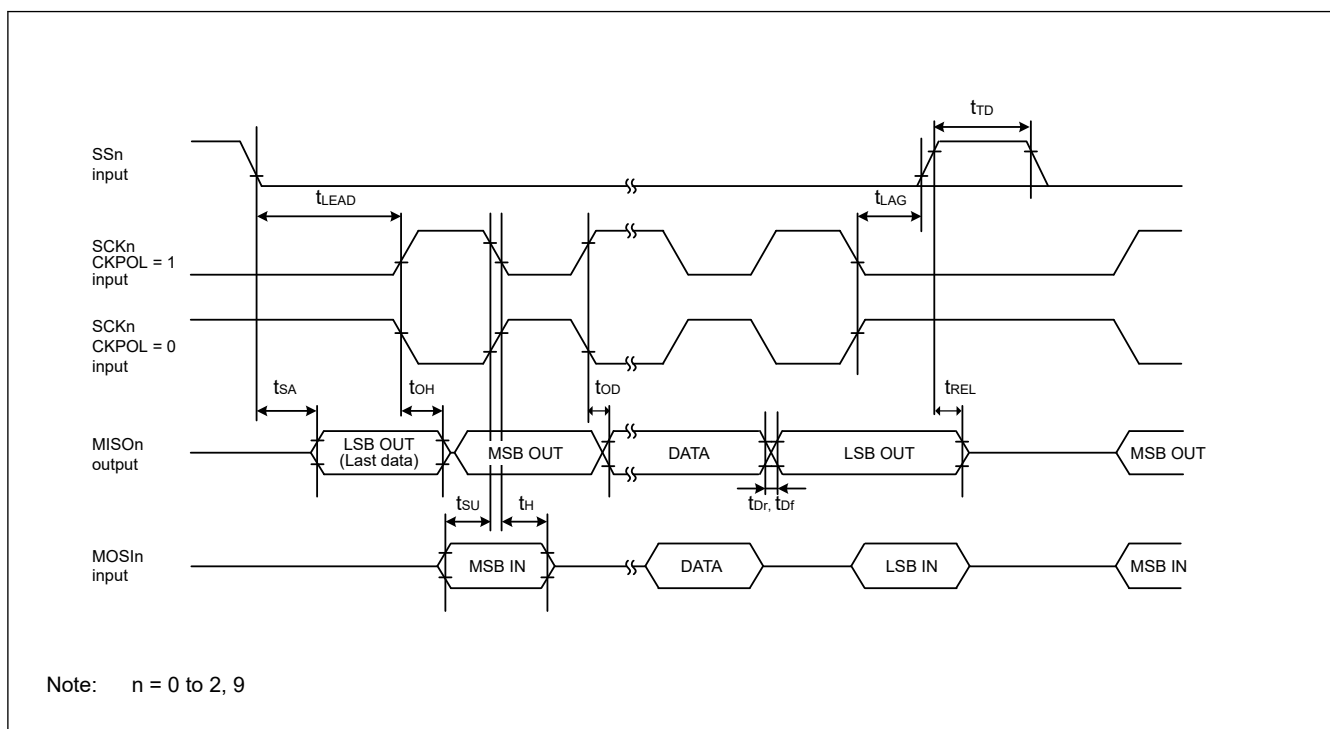 tTD
SSn
input
tLEAD
tLAG
SCKn
CKPOL = 1
input
SCKn
CKPOL = 0
input
tSA
tOH
tOD
tREL
MISOn
output
LSB OUT
(Last data)
MSB OUT
DATA
LSB OUT
MSB OUT
tSU
tH
tDr, tDf
MOSIn
input
MSB IN
DATA
LSB IN
MSB IN
Note: n = 0 to 2, 9